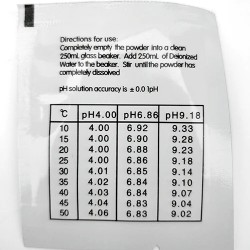 Directions for use:
Completely empty the powder into a clean
250mL glass beaker. Add 250mL of Deionized
Water to the beaker. Stir until the powder has
completely dissolved
pH solution accuracy is ± 0.01pH
℃ pH4.00 pH6.86 pH9.18
10 4.00 6.92 9.33
15 4.00 6.90 9.28
20 4.00 6.88 9.23
25 4.00 6.86 9.18
30 4.01 6.85 9.14
35 4.02 6.84 9.10
40 4.03 6.84 9.07
45 4.04 6.83 9.04
50 4.06 6.83 9.02